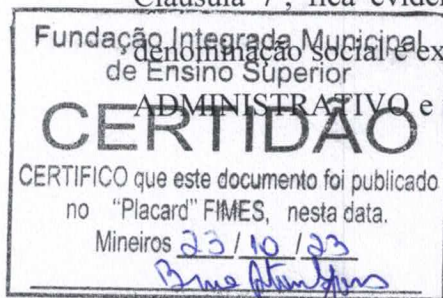 Cláusula 7ª, fica evide
Fundação Integrada Municipal
denominação social é ex
de Ensino Superior
ADMINISTRATIVO e
CERTIDÃO
CERTIFICO que este documento foi publicado
no "Placard" FIMES, nesta data.
Mineiros 23/10/23